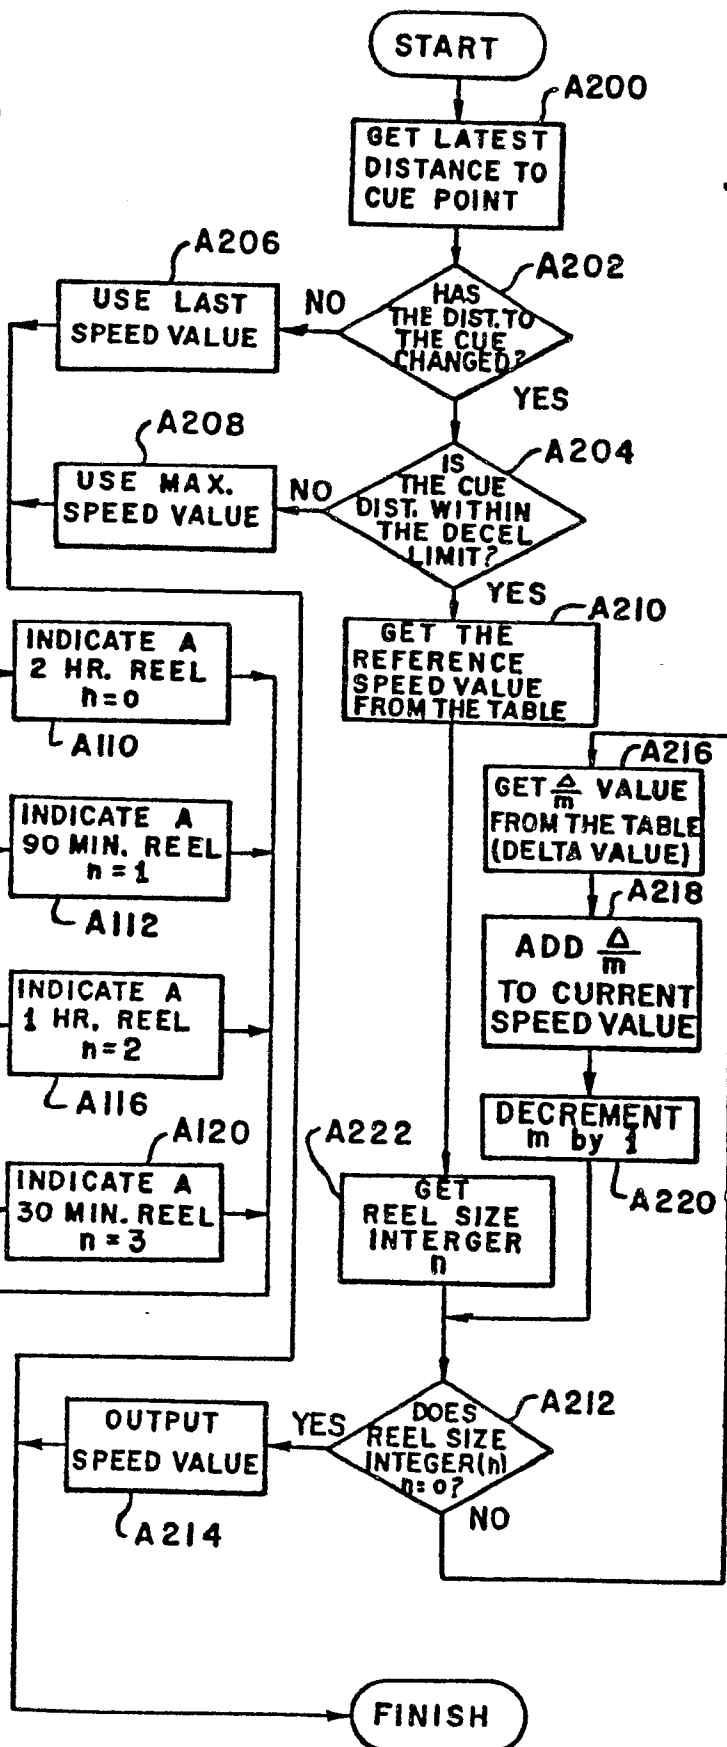 START
A200
GET LATEST
DISTANCE TO
CUE POINT
A206
USE LAST
SPEED VALUE
NO
A202
HAS
THE DIST. TO
THE CUE
CHANGED?
YES
A208
USE MAX.
SPEED VALUE
NO
A204
IS
THE CUE
DIST. WITHIN
THE DECEL
LIMIT?
YES
A210
GET THE
REFERENCE
SPEED VALUE
FROM THE TABLE
INDICATE A
2 HR. REEL
n=0
A110
INDICATE A
90 MIN. REEL
n=1
A112
INDICATE A
1 HR. REEL
n=2
A116
A120
INDICATE A
30 MIN. REEL
n=3
A216
GET Δ/m VALUE
FROM THE TABLE
(DELTA VALUE)
A218
ADD Δ/m
TO CURRENT
SPEED VALUE
DECREMENT
m by 1
A220
A222
GET
REEL SIZE
INTERGER
n
A212
DOES
REEL SIZE
INTEGER(n)
n=0?
YES
NO
OUTPUT
SPEED VALUE
A214
FINISH